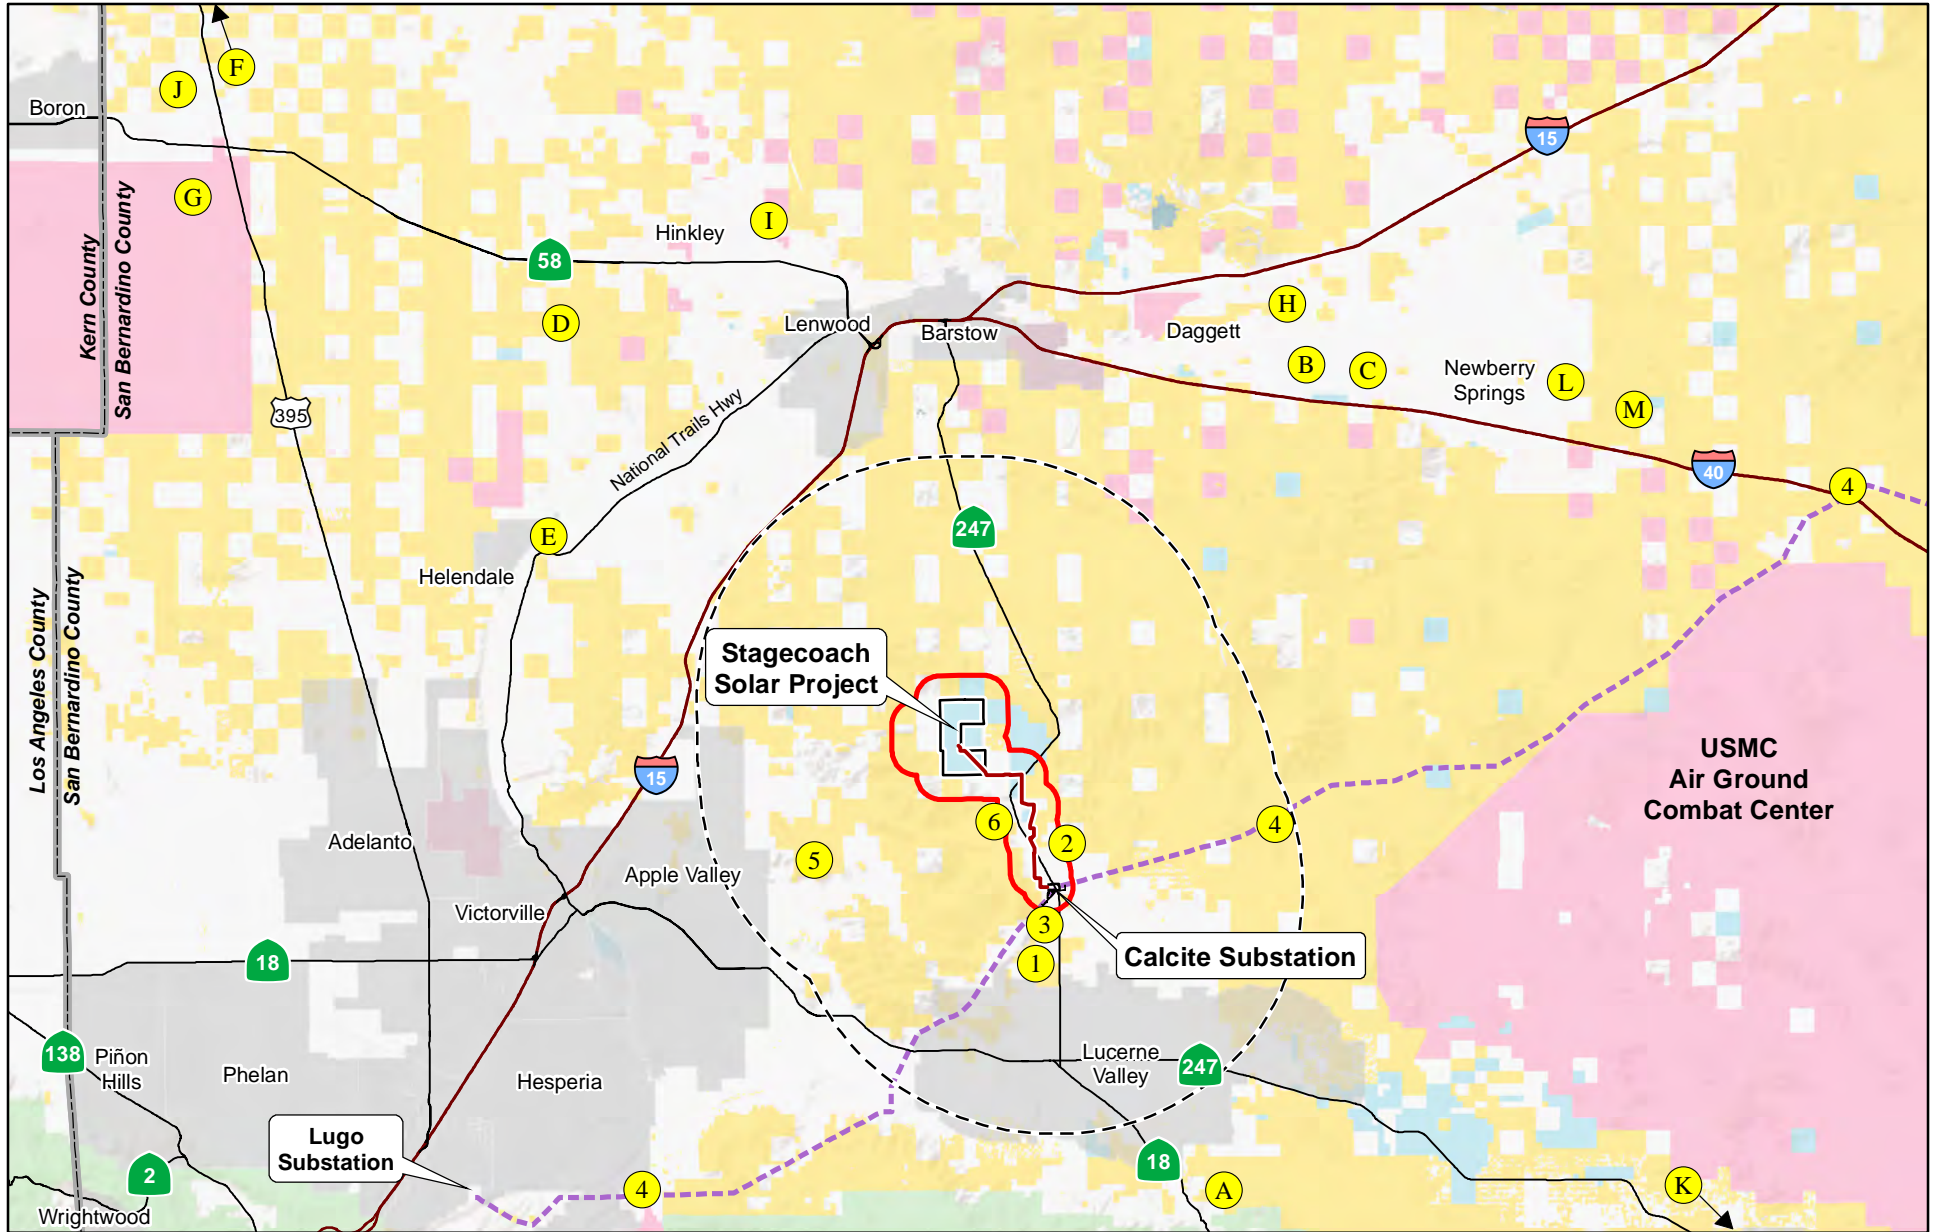 F
J
Boron
15
G
Kern County
San Bernardino County
I
Hinkley
58
H
D
Lenwood
Barstow
Daggett
B
C
Newberry
Springs
L
M
395
National Trails Hwy
40
4
247
E
Helendale
Los Angeles County
San Bernardino County
Stagecoach
Solar Project
15
USMC
Air Ground
Combat Center
6
4
2
Adelanto
5
Apple Valley
Victorville
3
Calcite Substation
1
18
138
Piñon
Hills
Phelan
Hesperia
Lucerne
Valley
247
Lugo
Substation
18
2
4
A
K
Wrightwood